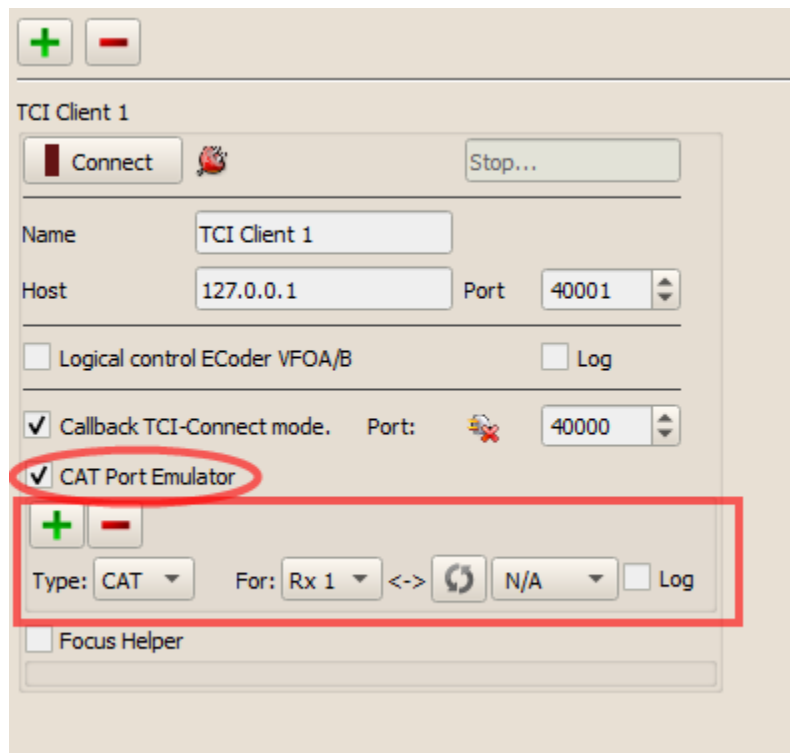 TCI Client 1
Connect Stop...
Name TCI Client 1
Host 127.0.0.1 Port 40001
Logical control ECoder VFOA/B Log
Callback TCI-Connect mode. Port: 40000
CAT Port Emulator
Type: CAT For: Rx 1 <-> N/A Log
Focus Helper